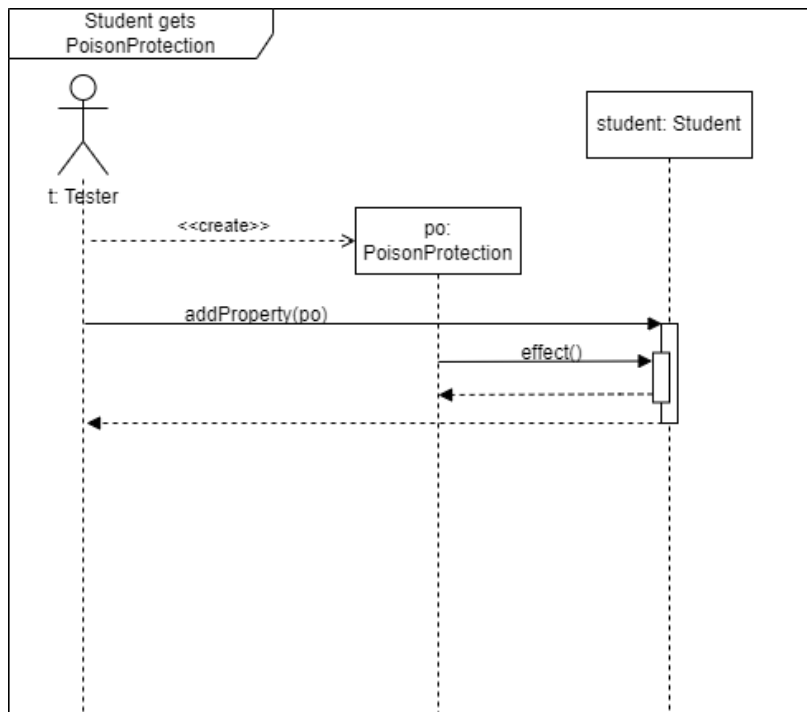 Student gets
PoisonProtection
student: Student
t: Tester
<<create>>
po:
PoisonProtection
addProperty(po)
effect()